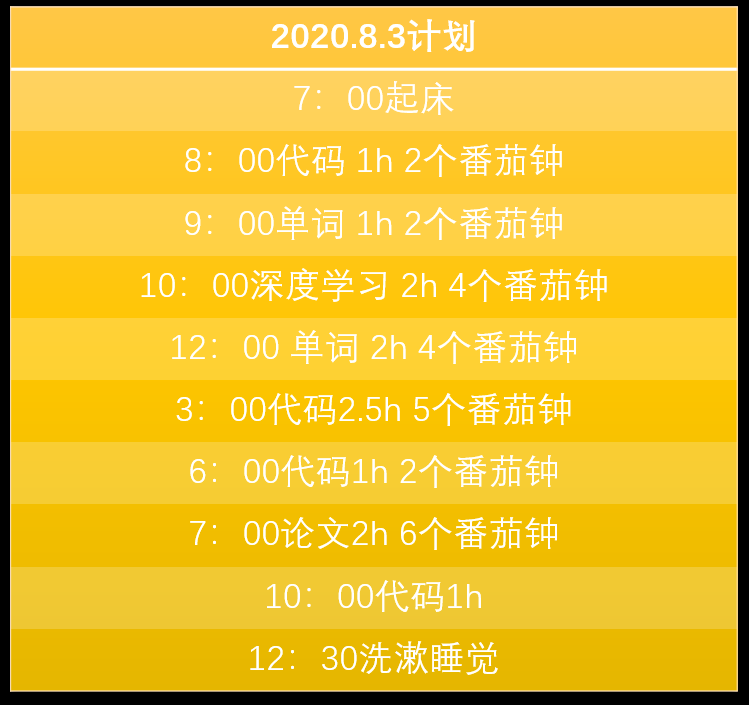 2020.8.3计划
7：00起床
8：00代码 1h 2个番茄钟
9：00单词 1h 2个番茄钟
10：00深度学习 2h 4个番茄钟
12：00 单词 2h 4个番茄钟
3：00代码2.5h 5个番茄钟
6：00代码1h 2个番茄钟
7：00论文2h 6个番茄钟
10：00代码1h
12：30洗漱睡觉